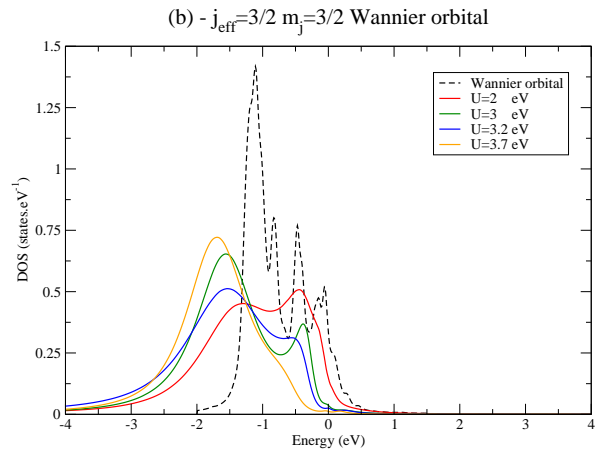 (b) - j_eff=3/2 m_j=3/2 Wannier orbital
1.5
1.25
1
0.75
0.5
0.25
0
DOS (states.eV⁻¹)
Wannier orbital
U=2 eV
U=3 eV
U=3.2 eV
U=3.7 eV
-4 -3 -2 -1 0 1 2 3 4
Energy (eV)